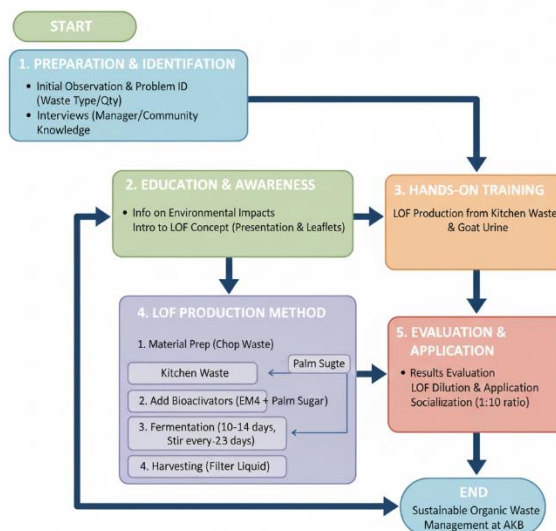 START
1. PREPARATION & IDENTIFATION
• Initial Observation & Problem ID
(Waste Type/Qty)
• Interviews (Manager/Community
Knowledge
2. EDUCATION & AWARENESS
• Info on Environmental Impacts
Intro to LOF Concept (Presentation & Leaflets)
3. HANDS-ON TRAINING
LOF Production from Kitchen Waste
& Goat Urine
4. LOF PRODUCTION METHOD
1. Material Prep (Chop Waste)
Palm Sugte
Kitchen Waste
2. Add Bioactivators (EM4 + Palm Sugar)
3. Fermentation (10-14 days,
Stir every-23 days)
4. Harvesting (Filter Liquid)
5. EVALUATION &
APPLICATION
• Results Evaluation
LOF Dilution & Application
Socialization (1:10 ratio)
END
Sustainable Organic Waste
Management at AKB